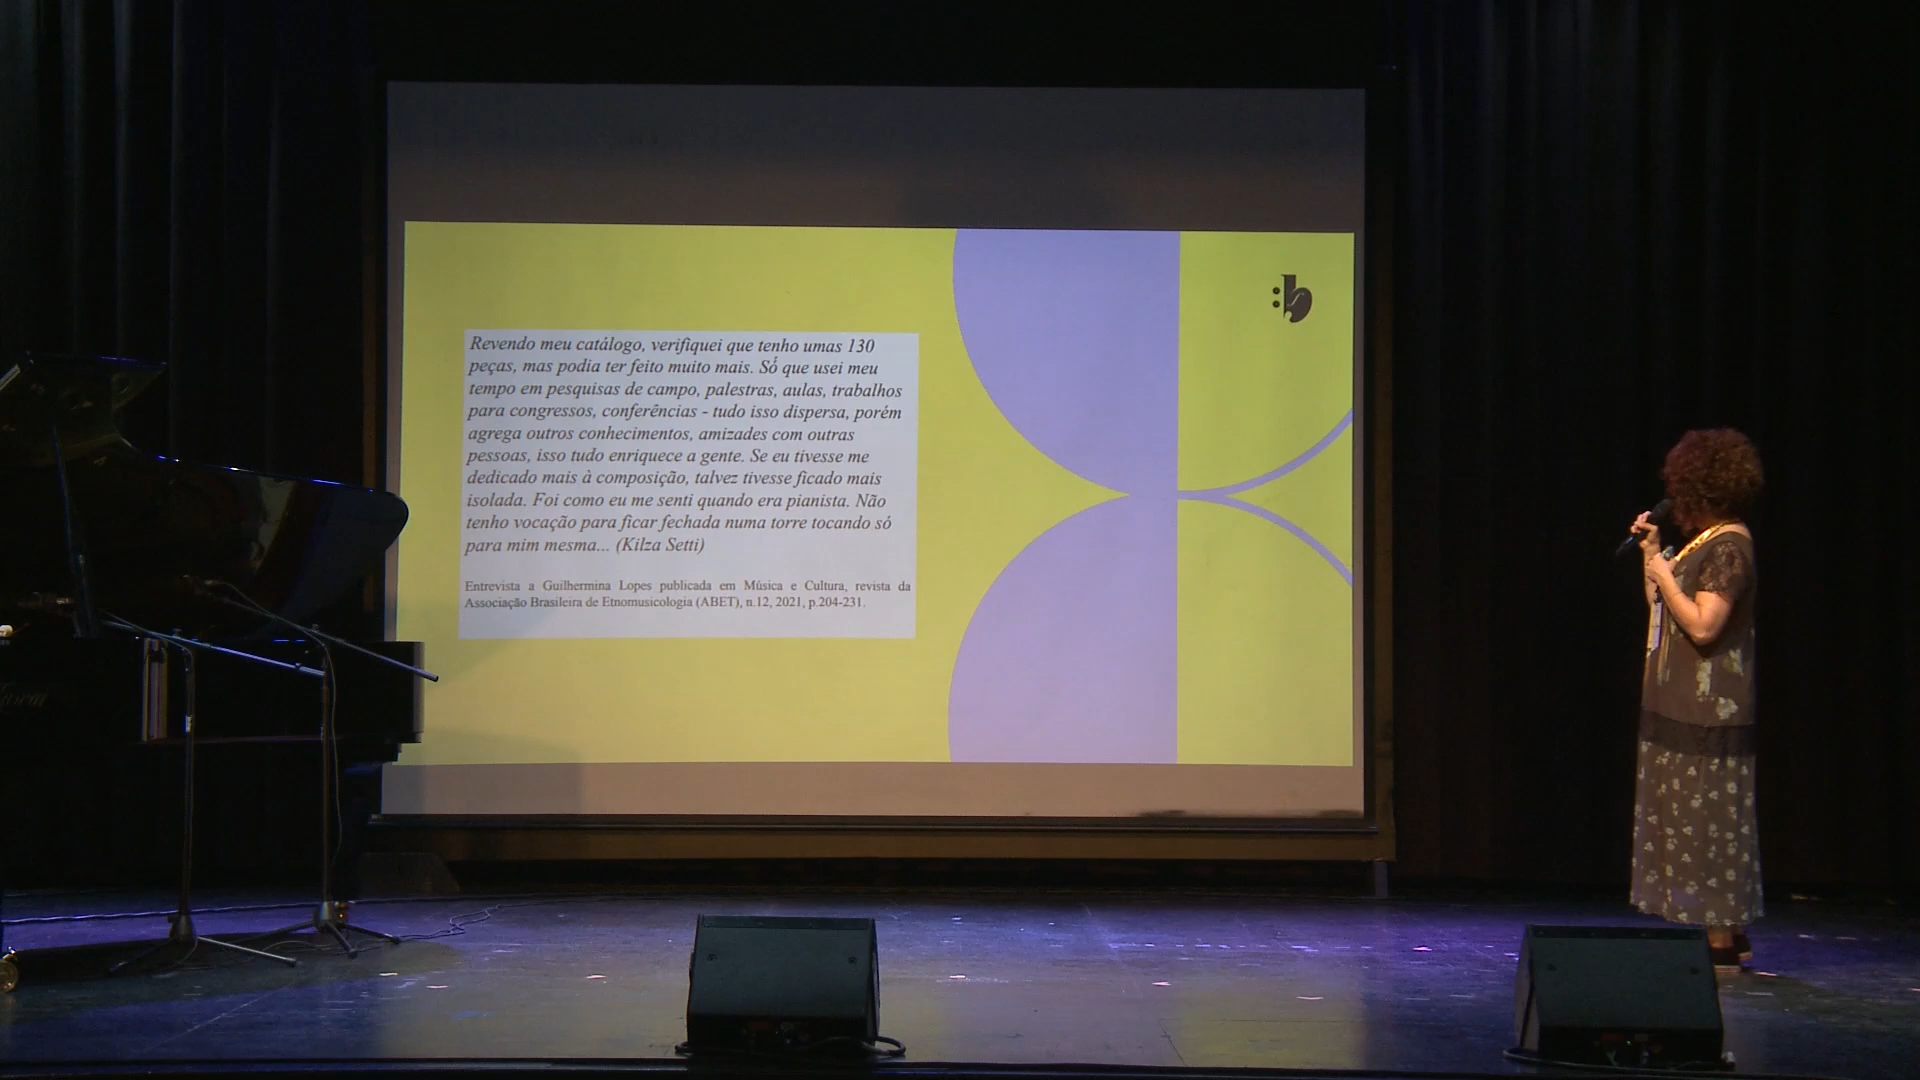 Revendo meu catálogo, verifiquei que tenho umas 130
peças, mas podia ter feito muito mais. Só que usei meu
tempo em pesquisas de campo, palestras, aulas, trabalhos
para congressos, conferências - tudo isso dispersa, porém
agrega outros conhecimentos, amizades com outras
pessoas, isso tudo enriquece a gente. Se eu tivesse me
dedicado mais à composição, talvez tivesse ficado mais
isolada. Foi como eu me senti quando era pianista. Não
tenho vocação para ficar fechada numa torre tocando só
para mim mesma... (Kilza Setti)
Entrevista a Guilhermina Lopes publicada em Música e Cultura, revista da
Associação Brasileira de Etnomusicologia (ABET), n.12, 2021, p.204-231.